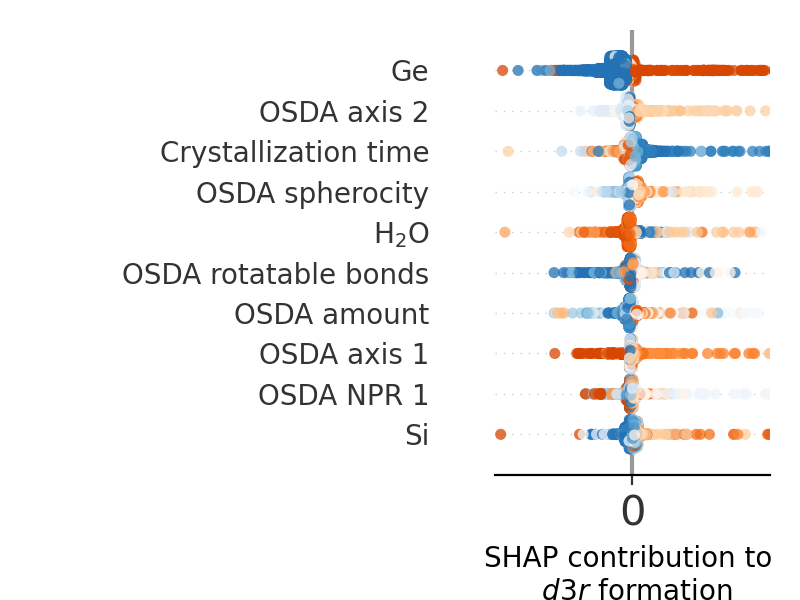 Ge
OSDA axis 2
Crystallization time
OSDA spherocity
H₂O
OSDA rotatable bonds
OSDA amount
OSDA axis 1
OSDA NPR 1
Si
0
SHAP contribution to
d3r formation